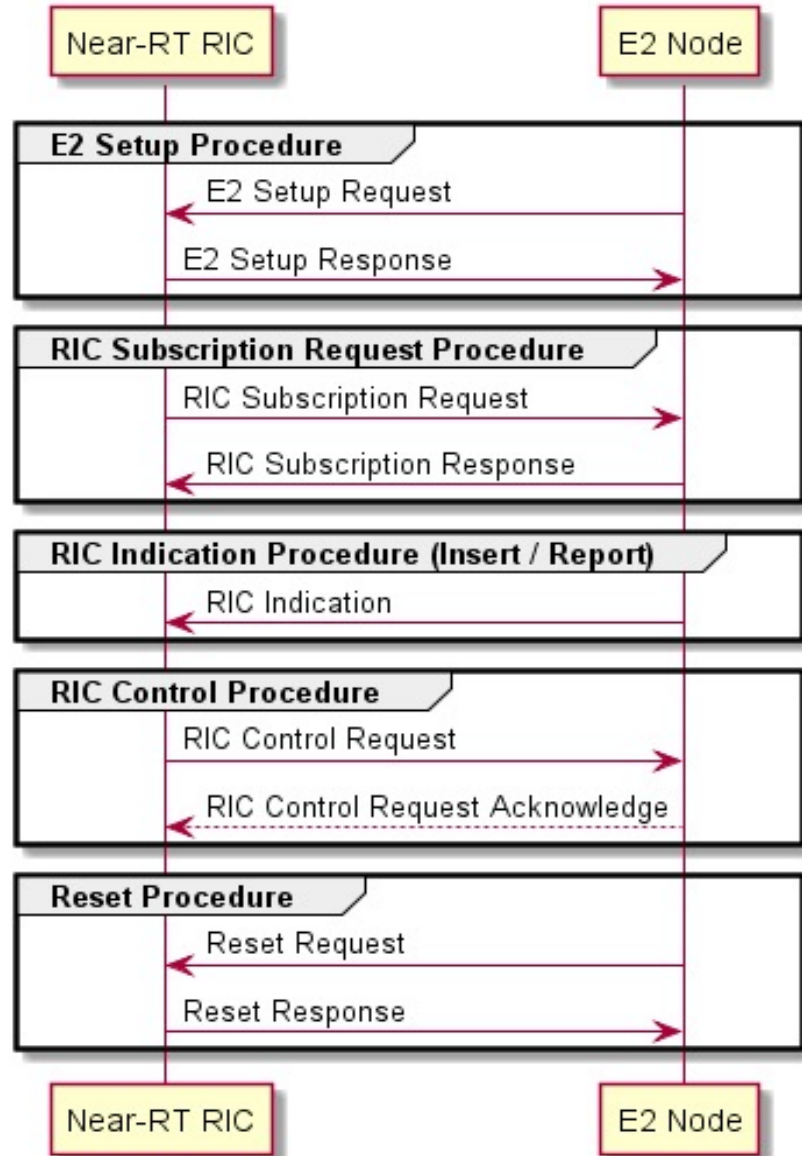 Near-RT RIC
E2 Node
E2 Setup Procedure
E2 Setup Request
E2 Setup Response
RIC Subscription Request Procedure
RIC Subscription Request
RIC Subscription Response
RIC Indication Procedure (Insert / Report)
RIC Indication
RIC Control Procedure
RIC Control Request
RIC Control Request Acknowledge
Reset Procedure
Reset Request
Reset Response
Near-RT RIC
E2 Node